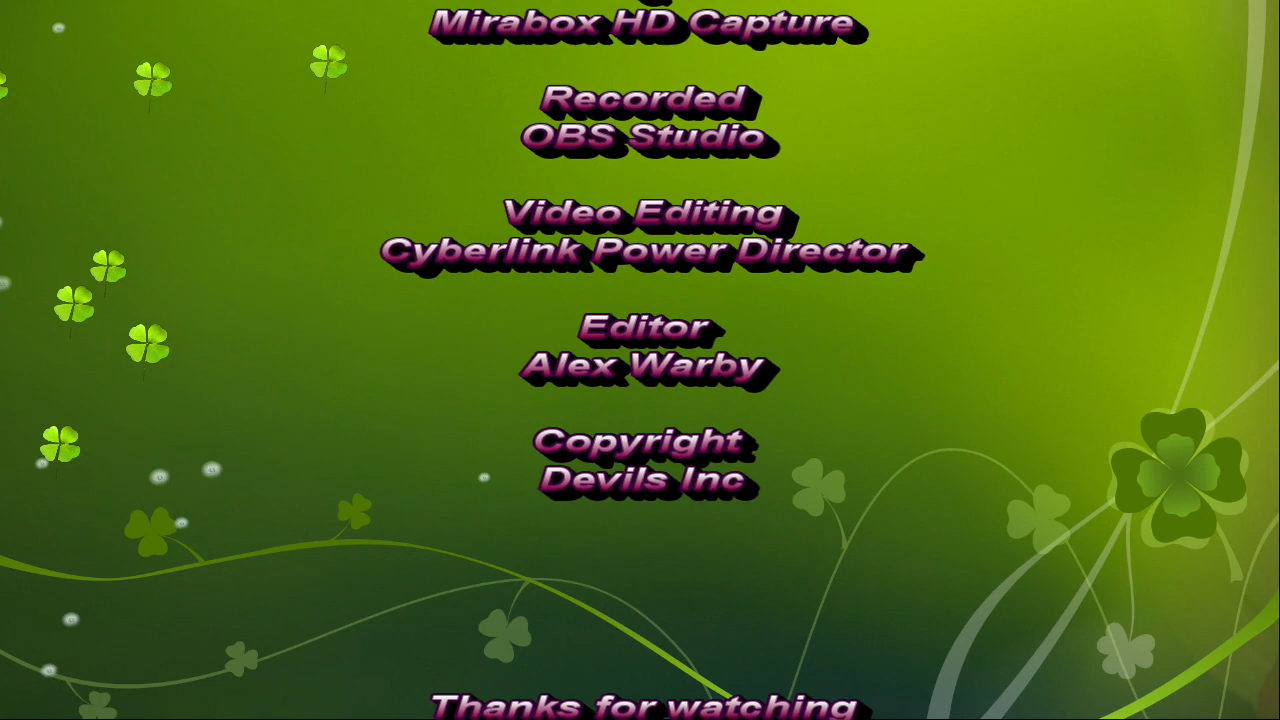 Mirabox HD Capture
Recorded
OBS Studio
Video Editing
Cyberlink Power Director
Editor
Alex Warby
Copyright
Devils Inc
Thanks for watching